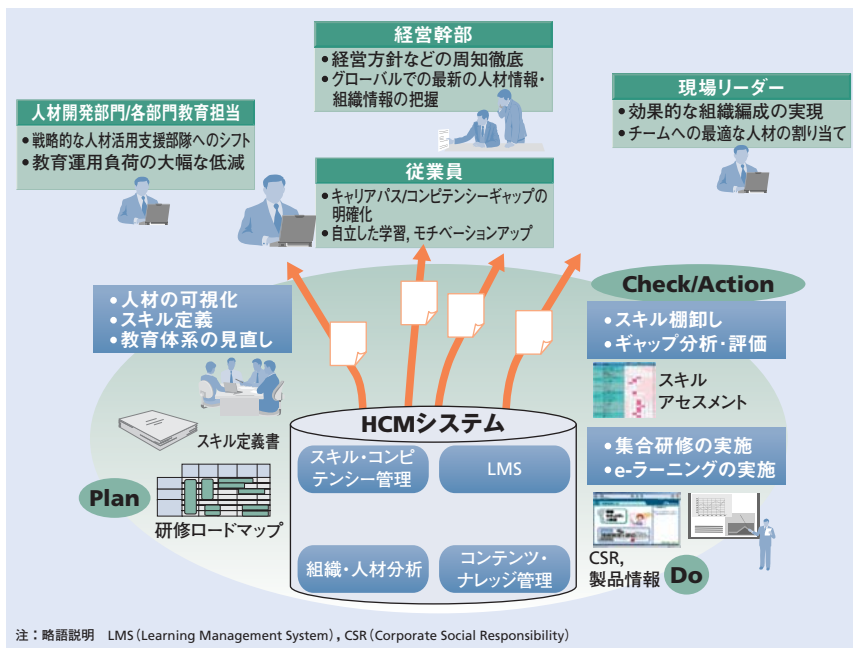 経営幹部
•経営方針などの周知徹底
•グローバルでの最新の人材情報・
組織情報の把握
人材開発部門/各部門教育担当
•戦略的な人材活用支援部隊へのシフト
•教育運用負荷の大幅な低減
現場リーダー
•効果的な組織編成の実現
•チームへの最適な人材の割り当て
従業員
•キャリアパス/コンピテンシーギャップの
明確化
•自立した学習, モチベーションアップ
•人材の可視化
•スキル定義
•教育体系の見直し
スキル定義書
Plan
研修ロードマップ
Check/Action
•スキル棚卸し
•ギャップ分析・評価
スキル
アセスメント
•集合研修の実施
•e-ラーニングの実施
CSR,
製品情報
Do
HCMシステム
スキル・コンピ
テンシー管理
LMS
組織・人材分析
コンテンツ・
ナレッジ管理
注：略語説明 LMS(Learning Management System), CSR(Corporate Social Responsibility)